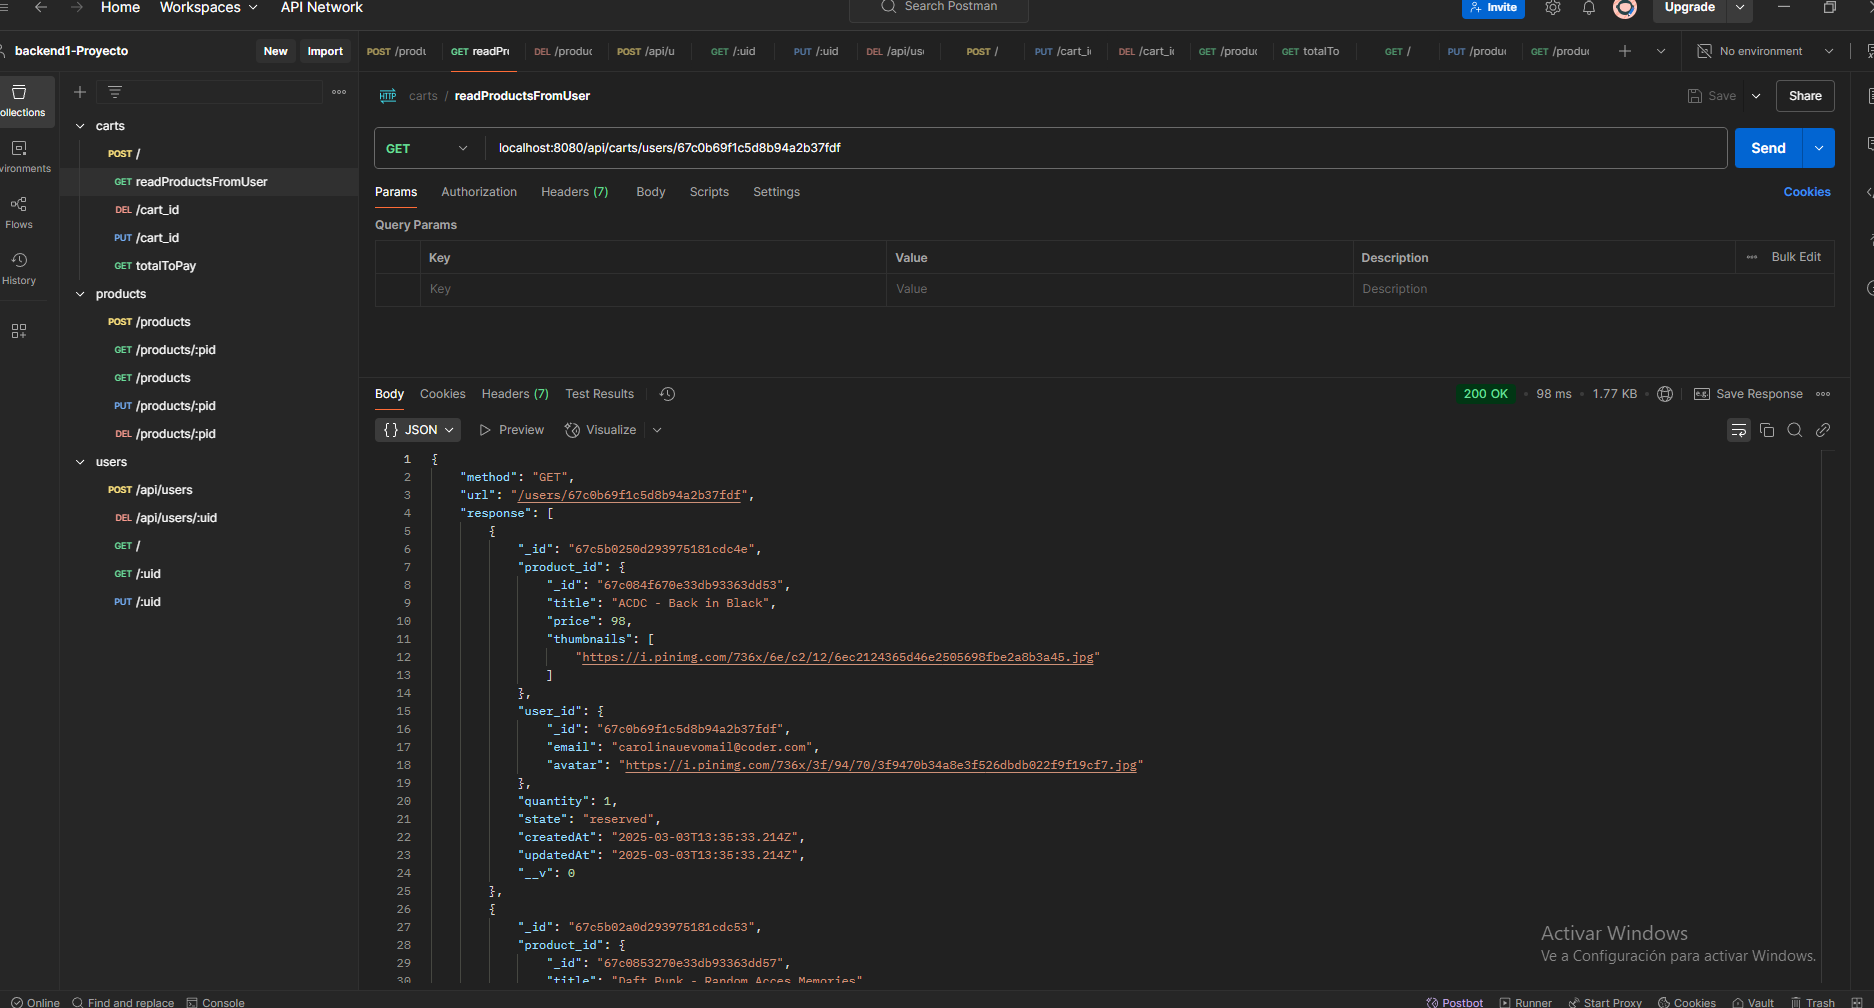 Home Workspaces API Network Search Postman Invite Upgrade
backend1-Proyecto New Import
POST /produ GET readPro DEL /produc POST /api/u GET /:uid PUT /:uid DEL /api/us POST / PUT /cart_i DEL /cart_i GET /produ GET totalTo GET / PUT /produ GET /produ No environment
ollections
vironments
Flows
History
carts
POST /
GET readProductsFromUser
DEL /cart_id
PUT /cart_id
GET totalToPay
products
POST /products
GET /products/:pid
GET /products
PUT /products/:pid
DEL /products/:pid
users
POST /api/users
DEL /api/users/:uid
GET /
GET /:uid
PUT /:uid
HTTP carts / readProductsFromUser Save Share
GET localhost:8080/api/carts/users/67c0b69f1c5d8b94a2b37fdf Send
Params Authorization Headers (7) Body Scripts Settings Cookies
Query Params
Key Value Description Bulk Edit
Key Value Description
Body Cookies Headers (7) Test Results 200 OK • 98 ms • 1.77 KB • e.g. Save Response
{} JSON Preview Visualize
1 {
2 "method": "GET",
3 "url": "/users/67c0b69f1c5d8b94a2b37fdf",
4 "response": [
5 {
6 "_id": "67c5b0250d293975181cdc4e",
7 "product_id": {
8 "_id": "67c084f670e33db93363dd53",
9 "title": "ACDC - Back in Black",
10 "price": 98,
11 "thumbnails": [
12 "https://i.pinimg.com/736x/6e/c2/12/6ec2124365d46e2505698fbe2a8b3a45.jpg"
13 ]
14 },
15 "user_id": {
16 "_id": "67c0b69f1c5d8b94a2b37fdf",
17 "email": "carolinauevomail@coder.com",
18 "avatar": "https://i.pinimg.com/736x/3f/94/70/3f9470b34a8e3f526dbdb022f9f19cf7.jpg"
19 },
20 "quantity": 1,
21 "state": "reserved",
22 "createdAt": "2025-03-03T13:35:33.214Z",
23 "updatedAt": "2025-03-03T13:35:33.214Z",
24 "__v": 0
25 },
26 {
27 "_id": "67c5b02a0d293975181cdc53",
28 "product_id": {
29 "_id": "67c0853270e33db93363dd57",
30 "title": "Daft Punk - Random Acces Memories"
Activar Windows
Ve a Configuración para activar Windows.
Online Find and replace Console Postbot Runner Start Proxy Cookies Vault Trash